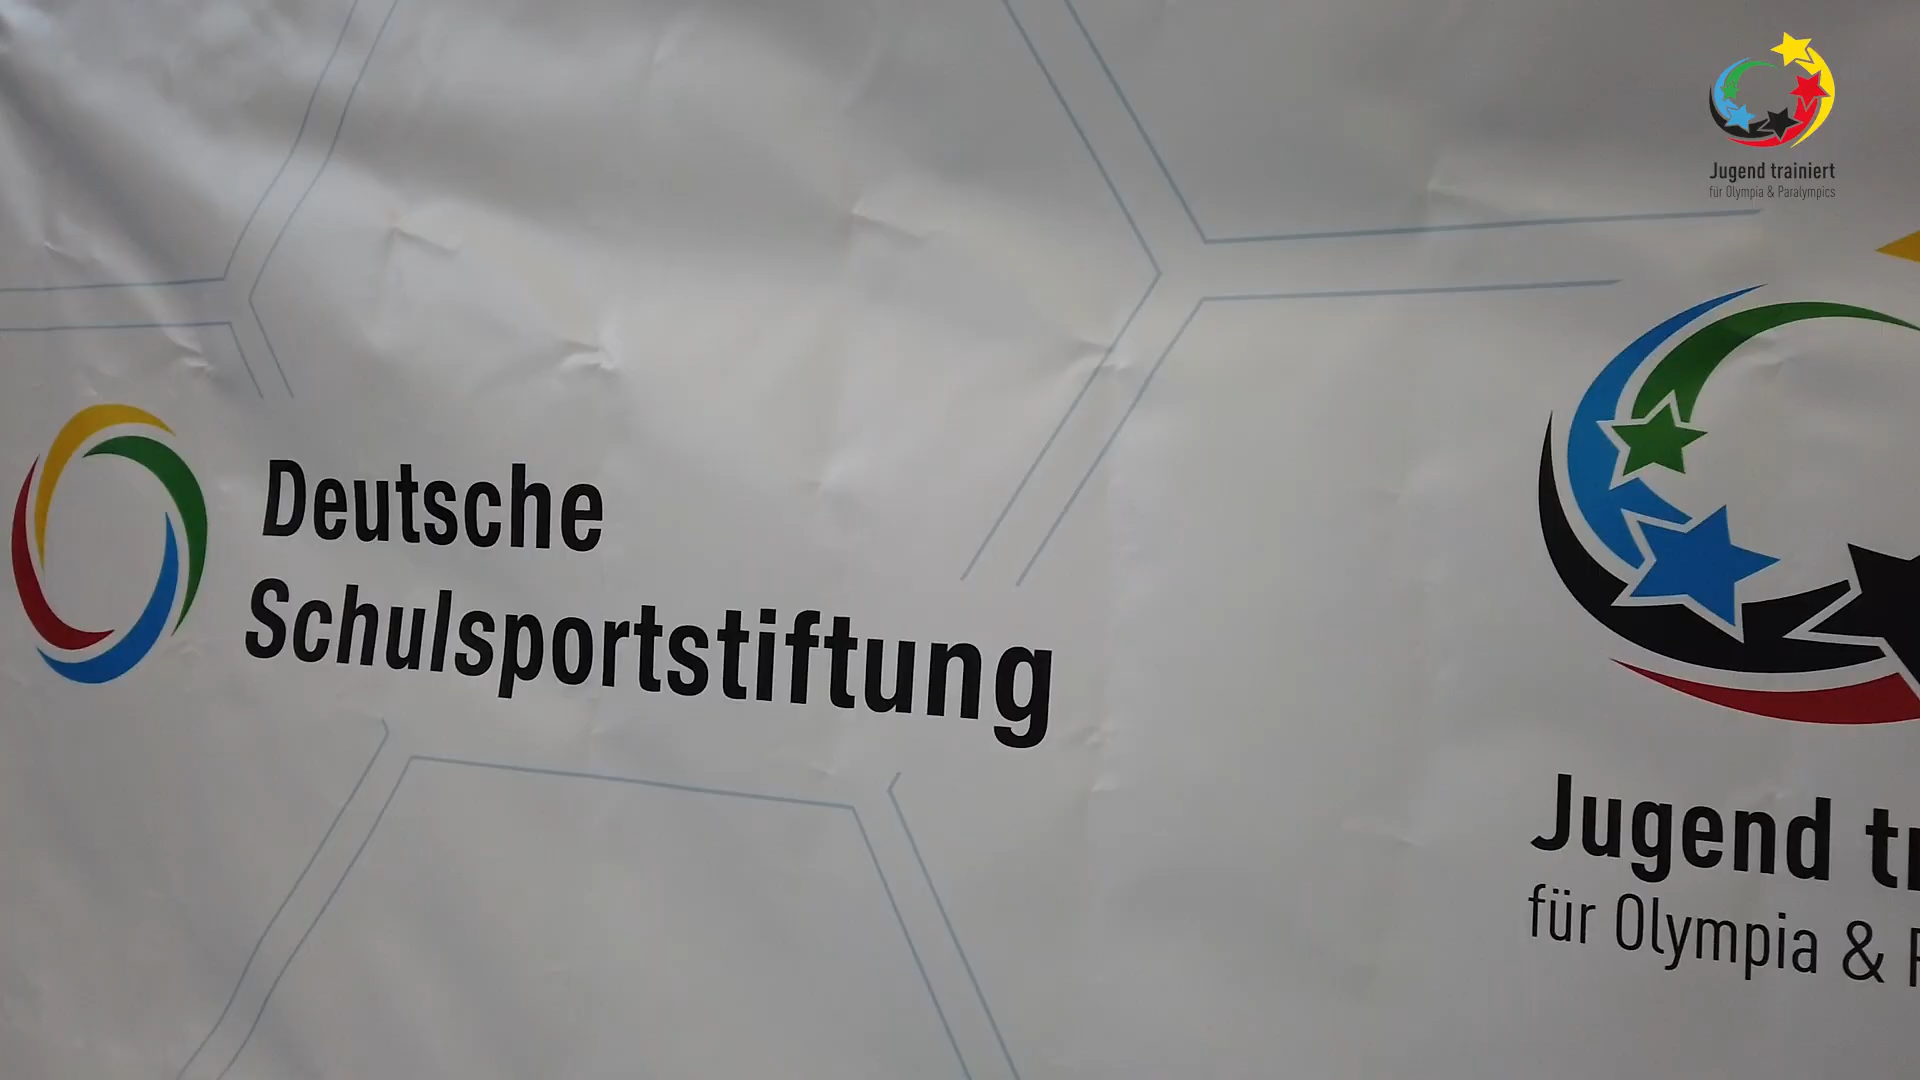 Jugend trainiert
für Olympia & Paralympics
Deutsche
Schulsportstiftung
Jugend
für Olympia &